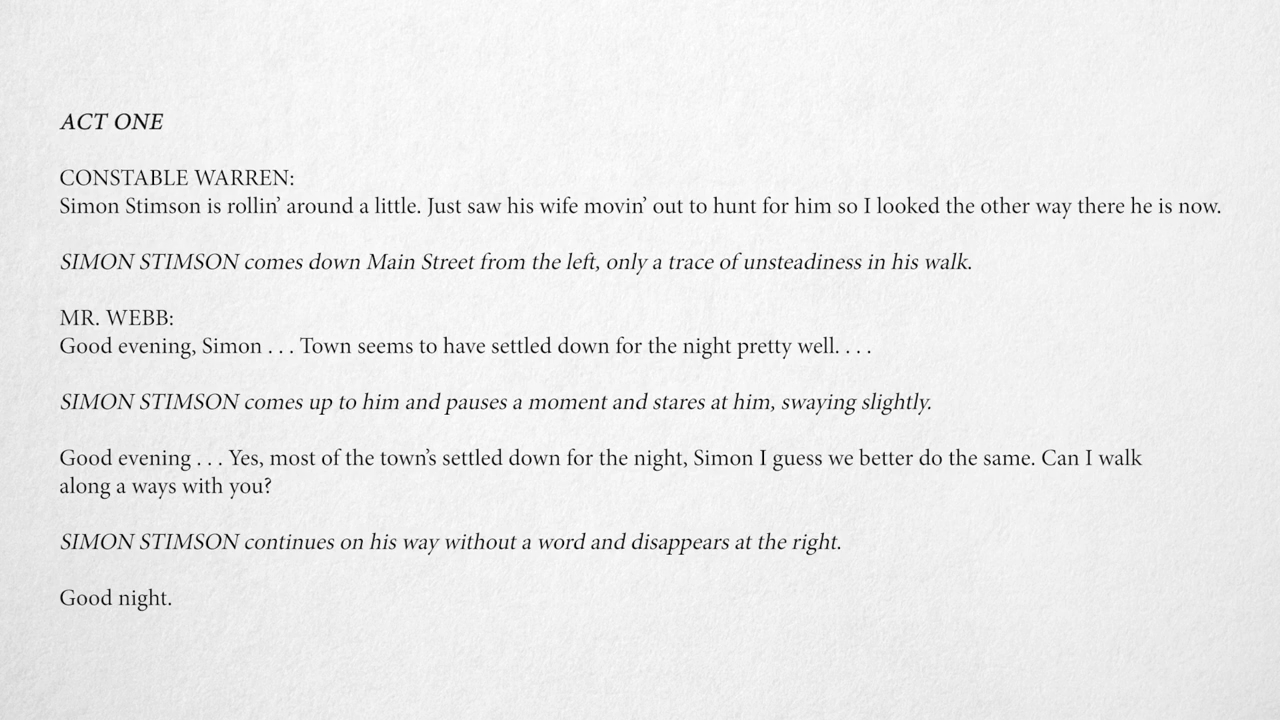 ACT ONE
CONSTABLE WARREN:
Simon Stimson is rollin’ around a little. Just saw his wife movin’ out to hunt for him so I looked the other way there he is now.
SIMON STIMSON comes down Main Street from the left, only a trace of unsteadiness in his walk.
MR. WEBB:
Good evening, Simon . . . Town seems to have settled down for the night pretty well. . . .
SIMON STIMSON comes up to him and pauses a moment and stares at him, swaying slightly.
Good evening . . . Yes, most of the town’s settled down for the night, Simon I guess we better do the same. Can I walk
along a ways with you?
SIMON STIMSON continues on his way without a word and disappears at the right.
Good night.